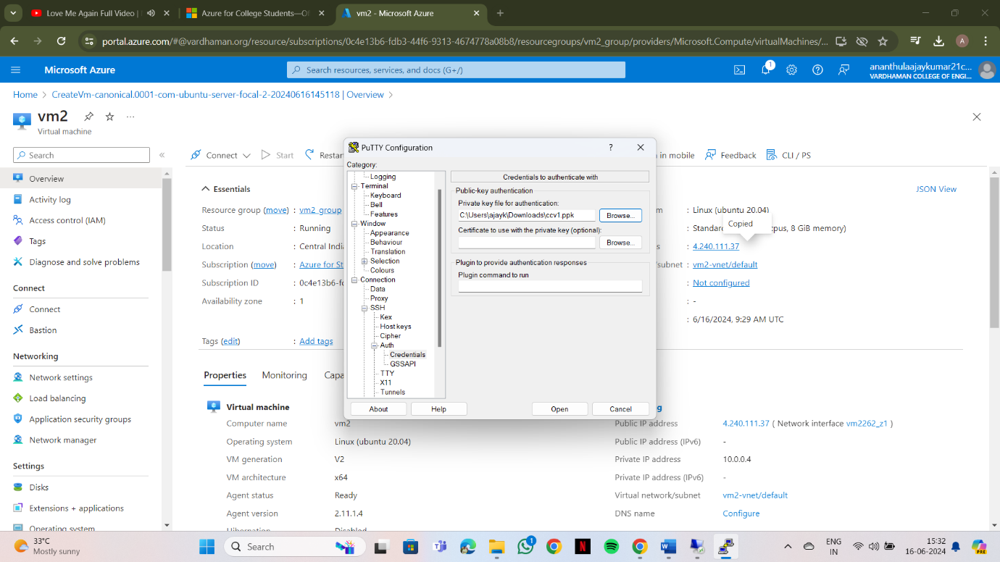 Love Me Again Full Video |
Azure for College Students—Of
vm2 - Microsoft Azure
portal.azure.com/#@vardhaman.org/resource/subscriptions/0c4e13b6-fdb3-44f6-9313-4674778a08b8/resourcegroups/vm2_group/providers/Microsoft.Compute/virtualMachines/...
A
Microsoft Azure
Search resources, services, and docs (G+/)
1
ananthulaajaykumar21c...
VARDHAMAN COLLEGE OF ENGI...
Home > CreateVm-canonical.0001-com-ubuntu-server-focal-2-20240616145118 | Overview >
vm2
Virtual machine
Search
Connect
Start
Restar
in mobile
Feedback
CLI / PS
Overview
Activity log
Access control (IAM)
Tags
Diagnose and solve problems
Connect
Connect
Bastion
Networking
Network settings
Load balancing
Application security groups
Network manager
Settings
Disks
Extensions + applications
Operating system
Essentials
JSON View
Resource group (move) : vm2_group
Status : Running
Location : Central Indi
Subscription (move) : Azure for St
Subscription ID : 0c4e13b6-f
Availability zone : 1
Tags (edit) : Add tags
: Linux (ubuntu 20.04)
Copied
: Standar cpus, 8 GiB memory)
: 4.240.111.37
/subnet : vm2-vnet/default
: Not configured
: -
: 6/16/2024, 9:29 AM UTC
Properties
Monitoring
Capa
Virtual machine
Computer name vm2
Operating system Linux (ubuntu 20.04)
VM generation V2
VM architecture x64
Agent status Ready
Agent version 2.11.1.4
Hibernation Disabled
g
Public IP address 4.240.111.37 ( Network interface vm2262_z1 )
Public IP address (IPv6) -
Private IP address 10.0.0.4
Private IP address (IPv6) -
Virtual network/subnet vm2-vnet/default
DNS name Configure
PuTTY Configuration
?
Category:
Logging
Terminal
Keyboard
Bell
Features
Window
Appearance
Behaviour
Translation
Selection
Colours
Connection
Data
Proxy
SSH
Kex
Host keys
Cipher
Auth
Credentials
GSSAPI
TTY
X11
Tunnels
Credentials to authenticate with
Public-key authentication
Private key file for authentication:
C:\Users\ajayk\Downloads\ccv1.ppk
Browse...
Certificate to use with the private key (optional):
Browse...
Plugin to provide authentication responses
Plugin command to run
About
Help
Open
Cancel
33°C
Mostly sunny
Search
1
ENG
IN
15:32
16-06-2024
PRE